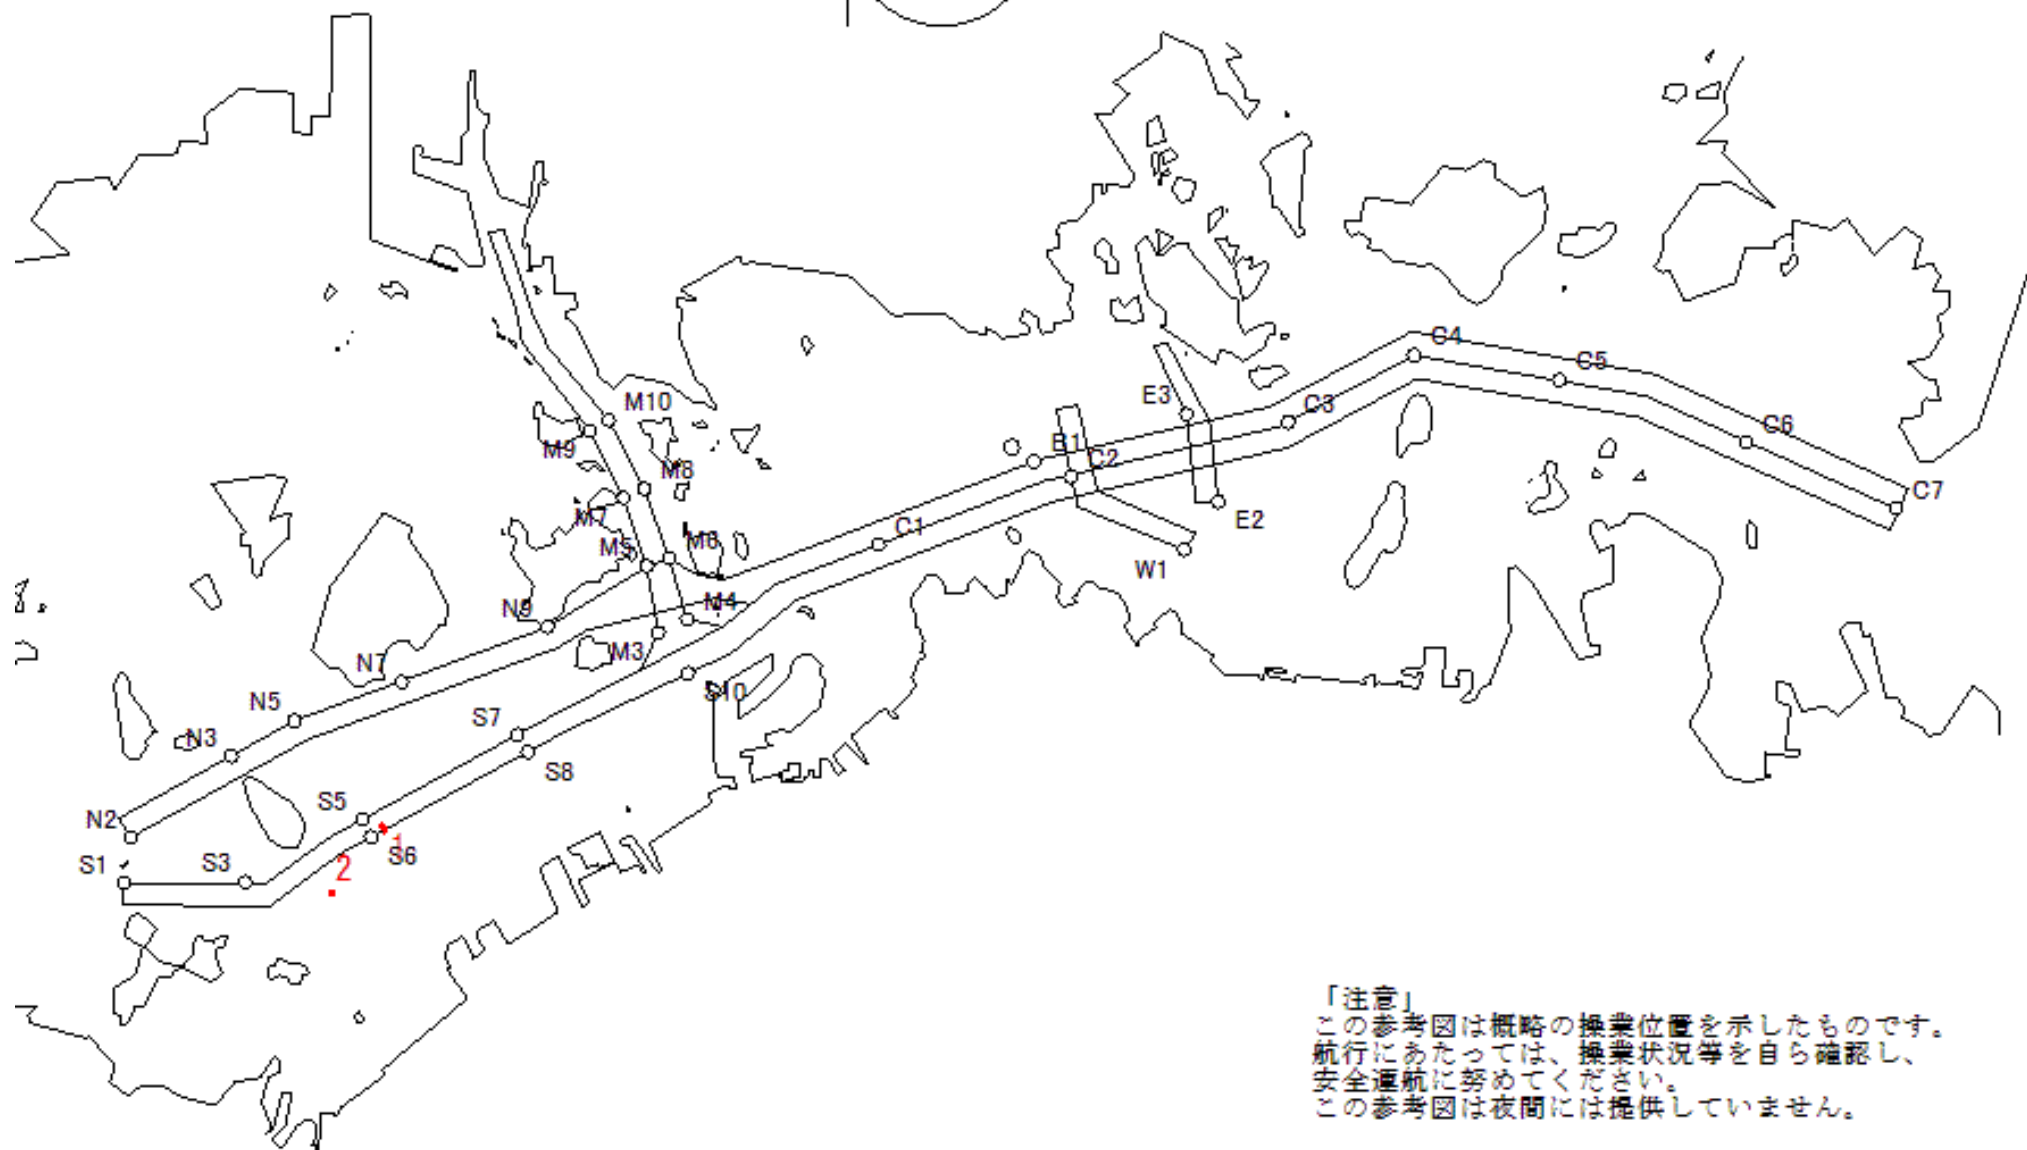 C4
C5
E3
M10
C3
C6
B1
M9
C2
M8
C7
M7
E2
C1
M6
M5
W1
M4
N9
M3
N7
S10
N5
S7
N3
S8
S5
N2
1
S6
S1
S3
2
「注意」
この参考図は概略の操業位置を示したものです。
航行にあたっては、操業状況等を自ら確認し、
安全運航に努めてください。
この参考図は夜間には提供していません。